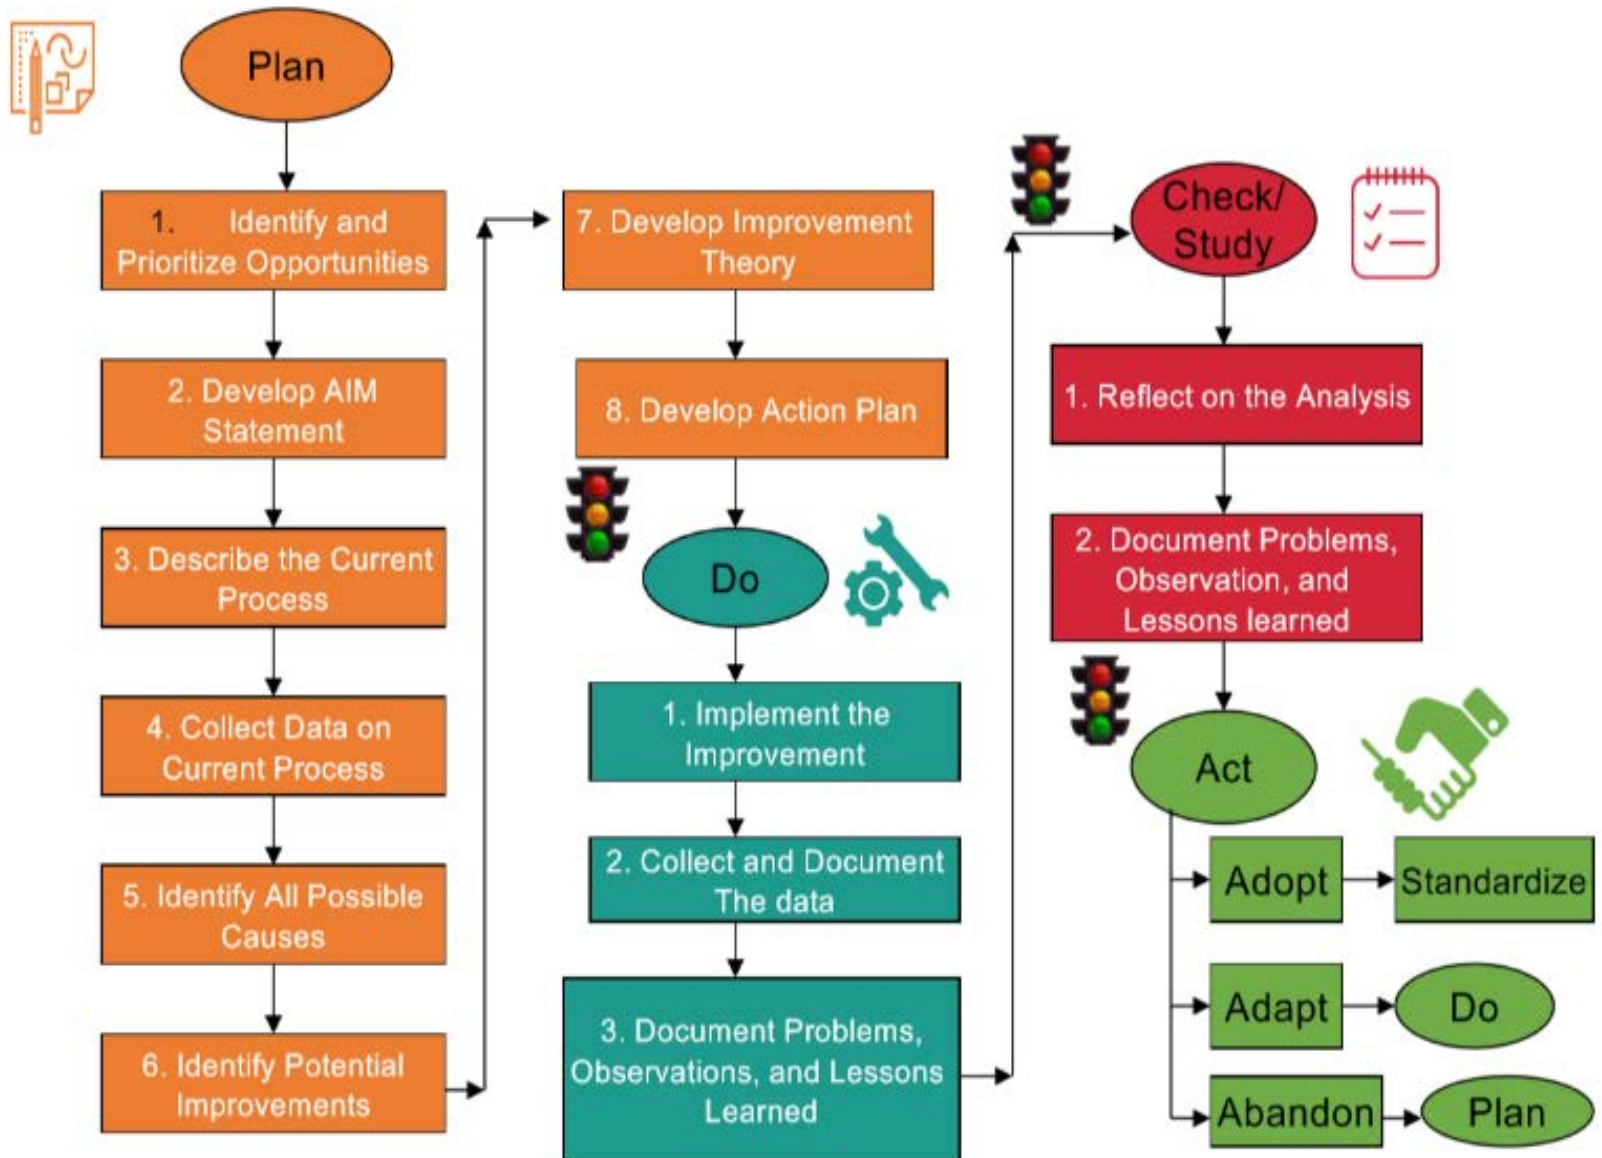 Plan
1. Identify and
Prioritize Opportunities
2. Develop AIM
Statement
3. Describe the Current
Process
4. Collect Data on
Current Process
5. Identify All Possible
Causes
6. Identify Potential
Improvements
7. Develop Improvement
Theory
8. Develop Action Plan
Do
1. Implement the
Improvement
2. Collect and Document
The data
3. Document Problems,
Observations, and Lessons
Learned
Check/
Study
1. Reflect on the Analysis
2. Document Problems,
Observation, and
Lessons learned
Act
Adopt
Standardize
Adapt
Do
Abandon
Plan